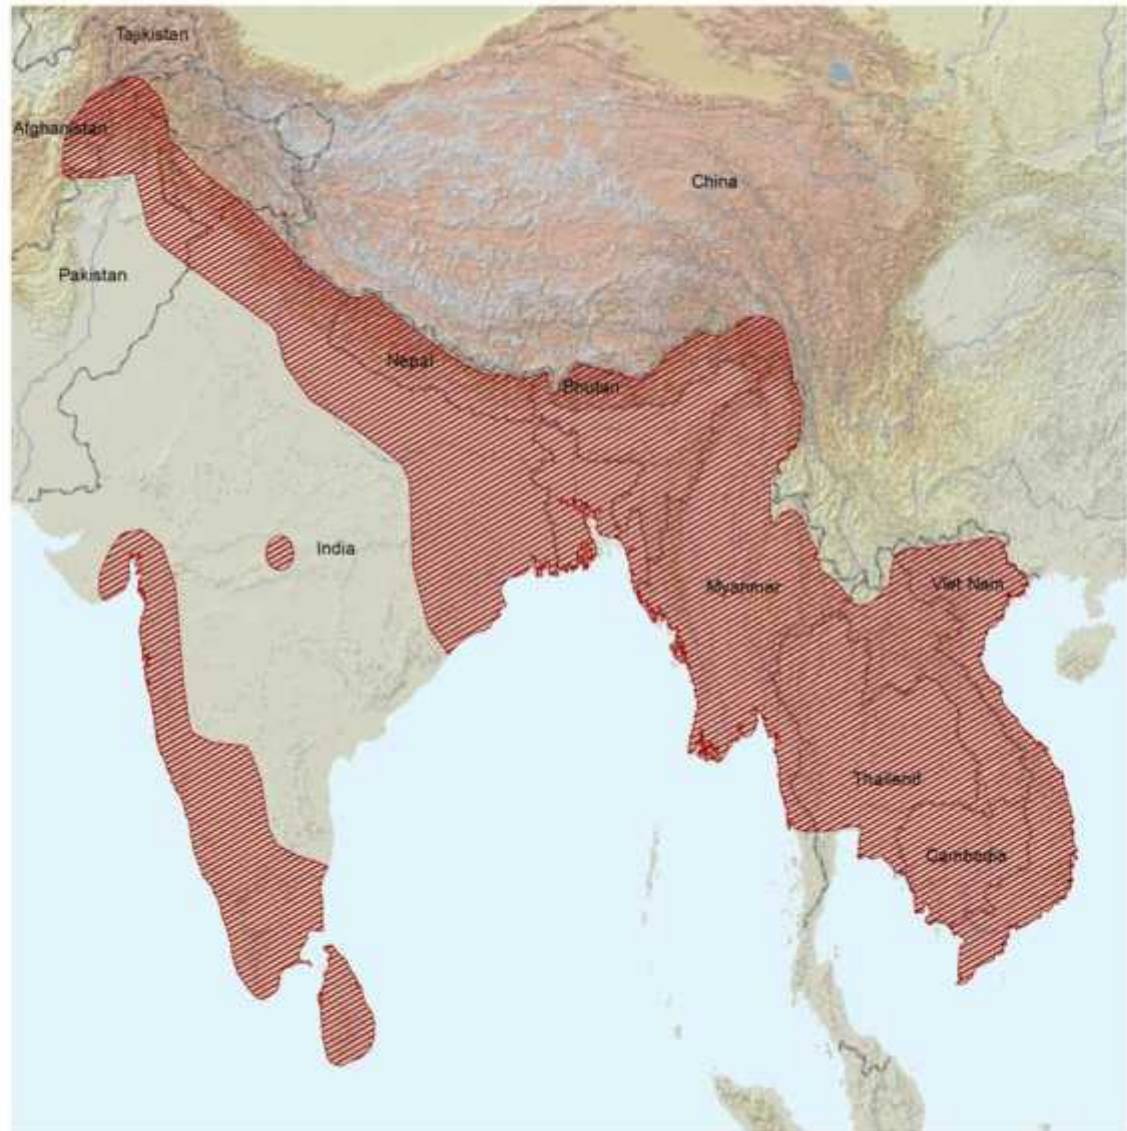 Tajikistan
Afghanistan
China
Pakistan
Nepal
Bhutan
India
Myanmar
Viet Nam
Thailand
Cambodia